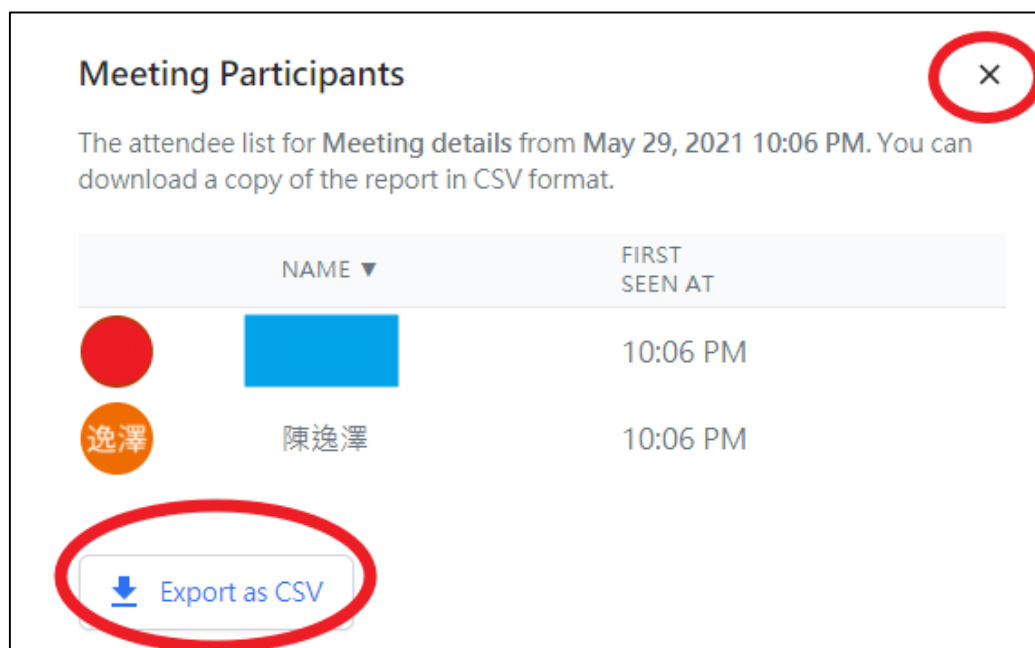 Meeting Participants
×
The attendee list for Meeting details from May 29, 2021 10:06 PM. You can
download a copy of the report in CSV format.
NAME ▼
FIRST
SEEN AT
10:06 PM
逸澤
陳逸澤
10:06 PM
Export as CSV